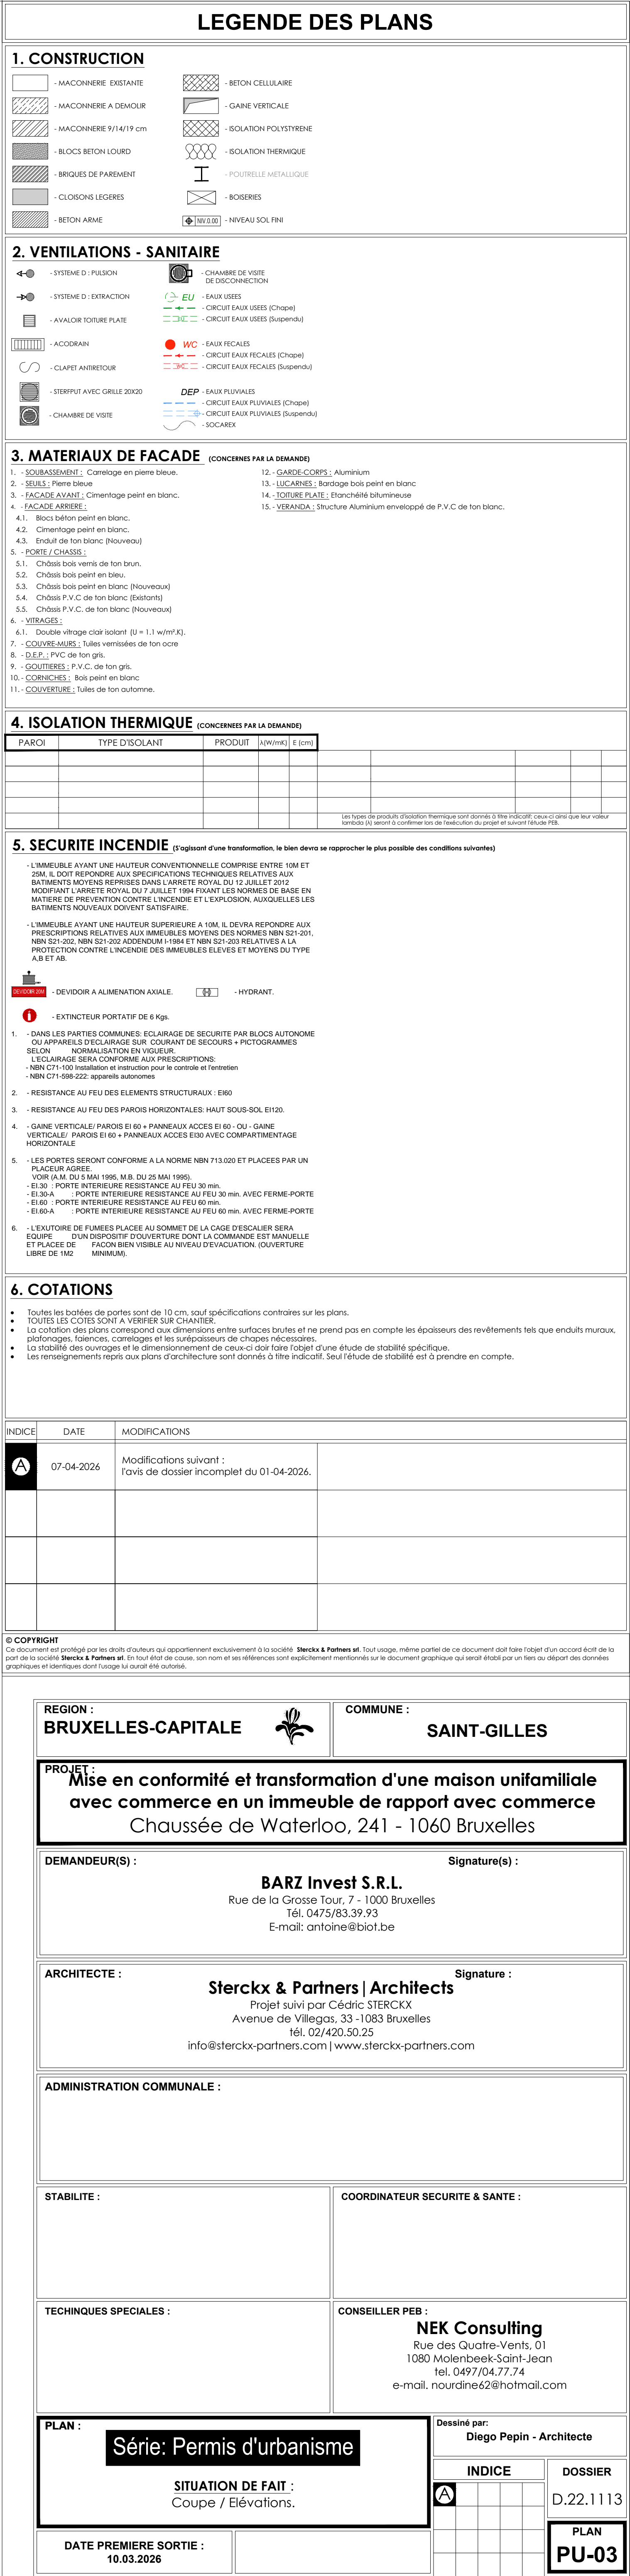 LEGENDE DES PLANS
1. CONSTRUCTION
- MACONNERIE EXISTANTE
- MACONNERIE A DEMOLIR
- MACONNERIE 9/14/19 cm
- BLOCS BETON LOURD
- BRIQUES DE PAREMENT
- CLOISONS LEGERES
- BETON ARME
- BETON CELLULAIRE
- GAINE VERTICALE
- ISOLATION POLYSTYRENE
- ISOLATION THERMIQUE
- POUTRELLE METALLIQUE
- BOISERIES
NIV.0.00 - NIVEAU SOL FINI
2. VENTILATIONS - SANITAIRE
- SYSTEME D : PULSION
- SYSTEME D : EXTRACTION
- AVALOIR TOITURE PLATE
- ACODRAIN
- CLAPET ANTIRETOUR
- STERFPUT AVEC GRILLE 20X20
- CHAMBRE DE VISITE
- CHAMBRE DE VISITE
DE DISCONNECTION
EU - EAUX USEES
- CIRCUIT EAUX USEES (Chape)
- CIRCUIT EAUX USEES (Suspendu)
WC - EAUX FECALES
- CIRCUIT EAUX FECALES (Chape)
- CIRCUIT EAUX FECALES (Suspendu)
DEP - EAUX PLUVIALES
- CIRCUIT EAUX PLUVIALES (Chape)
- CIRCUIT EAUX PLUVIALES (Suspendu)
- SOCAREX
3. MATERIAUX DE FACADE (CONCERNES PAR LA DEMANDE)
1. - SOUBASSEMENT : Carrelage en pierre bleue.
2. - SEUILS : Pierre bleue
3. - FACADE AVANT : Cimentage peint en blanc.
4. - FACADE ARRIERE :
4.1. Blocs béton peint en blanc.
4.2. Cimentage peint en blanc.
4.3. Enduit de ton blanc (Nouveau)
5. - PORTE / CHASSIS :
5.1. Châssis bois vernis de ton brun.
5.2. Châssis bois peint en bleu.
5.3. Châssis bois peint en blanc (Nouveaux)
5.4. Châssis P.V.C de ton blanc (Existants)
5.5. Châssis P.V.C. de ton blanc (Nouveaux)
6. - VITRAGES :
6.1. Double vitrage clair isolant (U = 1.1 w/m².K).
7. - COUVRE-MURS : Tuiles vernissées de ton ocre
8. - D.E.P. : PVC de ton gris.
9. - GOUTTIERES : P.V.C. de ton gris.
10. - CORNICHES : Bois peint en blanc
11. - COUVERTURE : Tuiles de ton automne.
12. - GARDE-CORPS : Aluminium
13. - LUCARNES : Bardage bois peint en blanc
14. - TOITURE PLATE : Etanchéité bitumineuse
15. - VERANDA : Structure Aluminium enveloppé de P.V.C de ton blanc.
4. ISOLATION THERMIQUE (CONCERNEES PAR LA DEMANDE)
PAROI TYPE D'ISOLANT PRODUIT λ(W/mK) E (cm)
Les types de produits d'isolation thermique sont donnés à titre indicatif: ceux-ci ainsi que leur valeur
lambda (λ) seront à confirmer lors de l'exécution du projet et suivant l'étude PEB.
5. SECURITE INCENDIE (S'agissant d'une transformation, le bien devra se rapprocher le plus possible des conditions suivantes)
- L'IMMEUBLE AYANT UNE HAUTEUR CONVENTIONNELLE COMPRISE ENTRE 10M ET
25M, IL DOIT REPONDRE AUX SPECIFICATIONS TECHNIQUES RELATIVES AUX
BATIMENTS MOYENS REPRISES DANS L'ARRETE ROYAL DU 12 JUILLET 2012
MODIFIANT L'ARRETE ROYAL DU 7 JUILLET 1994 FIXANT LES NORMES DE BASE EN
MATIERE DE PREVENTION CONTRE L'INCENDIE ET L'EXPLOSION, AUXQUELLES LES
BATIMENTS NOUVEAUX DOIVENT SATISFAIRE.
- L'IMMEUBLE AYANT UNE HAUTEUR SUPERIEURE A 10M, IL DEVRA REPONDRE AUX
PRESCRIPTIONS RELATIVES AUX IMMEUBLES MOYENS DES NORMES NBN S21-201,
NBN S21-202, NBN S21-202 ADDENDUM I-1984 ET NBN S21-203 RELATIVES A LA
PROTECTION CONTRE L'INCENDIE DES IMMEUBLES ELEVES ET MOYENS DU TYPE
A,B ET AB.
DEVIDOIR 20M - DEVIDOIR A ALIMENATION AXIALE. - HYDRANT.
- EXTINCTEUR PORTATIF DE 6 Kgs.
1. - DANS LES PARTIES COMMUNES: ECLAIRAGE DE SECURITE PAR BLOCS AUTONOME
OU APPAREILS D'ECLAIRAGE SUR COURANT DE SECOURS + PICTOGRAMMES
SELON NORMALISATION EN VIGUEUR.
L'ECLAIRAGE SERA CONFORME AUX PRESCRIPTIONS:
- NBN C71-100 Installation et instruction pour le controle et l'entretien
- NBN C71-598-222: appareils autonomes
2. - RESISTANCE AU FEU DES ELEMENTS STRUCTURAUX : EI60
3. - RESISTANCE AU FEU DES PAROIS HORIZONTALES: HAUT SOUS-SOL EI120.
4. - GAINE VERTICALE/ PAROIS EI 60 + PANNEAUX ACCES EI 60 - OU - GAINE
VERTICALE/ PAROIS EI 60 + PANNEAUX ACCES EI30 AVEC COMPARTIMENTAGE
HORIZONTALE
5. - LES PORTES SERONT CONFORME A LA NORME NBN 713.020 ET PLACEES PAR UN
PLACEUR AGREE.
VOIR (A.M. DU 5 MAI 1995, M.B. DU 25 MAI 1995).
- EI.30 : PORTE INTERIEURE RESISTANCE AU FEU 30 min.
- EI.30-A : PORTE INTERIEURE RESISTANCE AU FEU 30 min. AVEC FERME-PORTE
- EI.60 : PORTE INTERIEURE RESISTANCE AU FEU 60 min.
- EI.60-A : PORTE INTERIEURE RESISTANCE AU FEU 60 min. AVEC FERME-PORTE
6. - L'EXUTOIRE DE FUMEES PLACEE AU SOMMET DE LA CAGE D'ESCALIER SERA
EQUIPE D'UN DISPOSITIF D'OUVERTURE DONT LA COMMANDE EST MANUELLE
ET PLACEE DE FACON BIEN VISIBLE AU NIVEAU D'EVACUATION. (OUVERTURE
LIBRE DE 1M2 MINIMUM).
6. COTATIONS
• Toutes les batées de portes sont de 10 cm, sauf spécifications contraires sur les plans.
• TOUTES LES COTES SONT A VERIFIER SUR CHANTIER.
• La cotation des plans correspond aux dimensions entre surfaces brutes et ne prend pas en compte les épaisseurs des revêtements tels que enduits muraux,
plafonages, faïences, carrelages et les surépaisseurs de chapes nécessaires.
• La stabilité des ouvrages et le dimensionnement de ceux-ci doir faire l'objet d'une étude de stabilité spécifique.
• Les renseignements repris aux plans d'architecture sont donnés à titre indicatif. Seul l'étude de stabilité est à prendre en compte.
INDICE DATE MODIFICATIONS
A 07-04-2026 Modifications suivant :
l'avis de dossier incomplet du 01-04-2026.
© COPYRIGHT
Ce document est protégé par les droits d'auteurs qui appartiennent exclusivement à la société Sterckx & Partners srl. Tout usage, même partiel de ce document doit faire l'objet d'un accord écrit de la
part de la société Sterckx & Partners srl. En tout état de cause, son nom et ses références sont explicitement mentionnés sur le document graphique qui serait établi par un tiers au départ des données
graphiques et identiques dont l'usage lui aurait été autorisé.
REGION :
BRUXELLES-CAPITALE
COMMUNE :
SAINT-GILLES
PROJET :
Mise en conformité et transformation d'une maison unifamiliale
avec commerce en un immeuble de rapport avec commerce
Chaussée de Waterloo, 241 - 1060 Bruxelles
DEMANDEUR(S) : Signature(s) :
BARZ Invest S.R.L.
Rue de la Grosse Tour, 7 - 1000 Bruxelles
Tél. 0475/83.39.93
E-mail: antoine@biot.be
ARCHITECTE : Signature :
Sterckx & Partners|Architects
Projet suivi par Cédric STERCKX
Avenue de Villegas, 33 -1083 Bruxelles
tél. 02/420.50.25
info@sterckx-partners.com|www.sterckx-partners.com
ADMINISTRATION COMMUNALE :
STABILITE :
COORDINATEUR SECURITE & SANTE :
TECHINQUES SPECIALES :
CONSEILLER PEB :
NEK Consulting
Rue des Quatre-Vents, 01
1080 Molenbeek-Saint-Jean
tel. 0497/04.77.74
e-mail. nourdine62@hotmail.com
PLAN :
Série: Permis d'urbanisme
SITUATION DE FAIT :
Coupe / Elévations.
Dessiné par:
Diego Pepin - Architecte
INDICE
A
DOSSIER
D.22.1113
PLAN
PU-03
DATE PREMIERE SORTIE :
10.03.2026